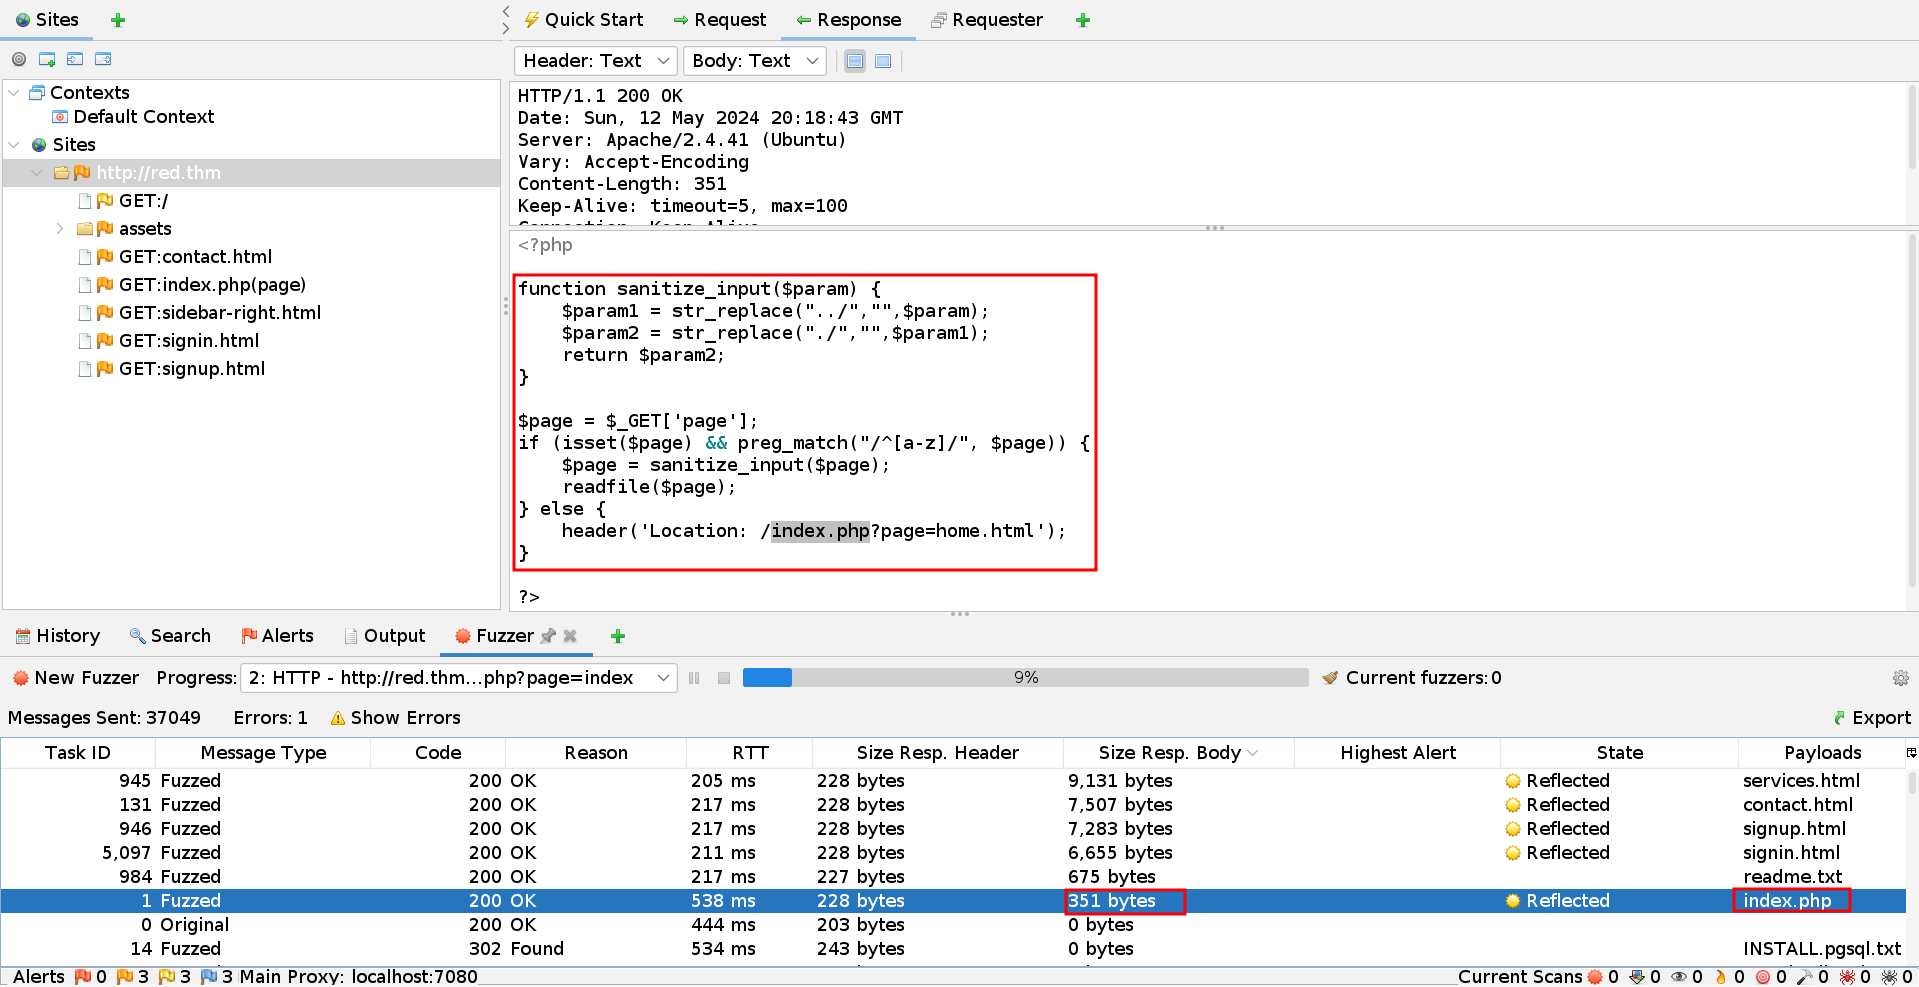 Sites
Quick Start
Request
Response
Requester
Header: Text
Body: Text
Contexts
Default Context
Sites
http://red.thm
GET:/
assets
GET:contact.html
GET:index.php(page)
GET:sidebar-right.html
GET:signin.html
GET:signup.html
HTTP/1.1 200 OK
Date: Sun, 12 May 2024 20:18:43 GMT
Server: Apache/2.4.41 (Ubuntu)
Vary: Accept-Encoding
Content-Length: 351
Keep-Alive: timeout=5, max=100
Connection: Keep-Alive
<?php
function sanitize_input($param) {
    $param1 = str_replace("../","",$param);
    $param2 = str_replace("./","",$param1);
    return $param2;
}
$page = $_GET['page'];
if (isset($page) && preg_match("/^[a-z]/", $page)) {
    $page = sanitize_input($page);
    readfile($page);
} else {
    header('Location: /index.php?page=home.html');
}
?>
History Search Alerts Output Fuzzer
New Fuzzer Progress: 2: HTTP - http://red.thm...php?page=index 9% Current fuzzers:0
Messages Sent: 37049 Errors: 1 Show Errors Export
Task ID Message Type Code Reason RTT Size Resp. Header Size Resp. Body Highest Alert State Payloads
945 Fuzzed 200 OK 205 ms 228 bytes 9,131 bytes Reflected services.html
131 Fuzzed 200 OK 217 ms 228 bytes 7,507 bytes Reflected contact.html
946 Fuzzed 200 OK 217 ms 228 bytes 7,283 bytes Reflected signup.html
5,097 Fuzzed 200 OK 211 ms 228 bytes 6,655 bytes Reflected signin.html
984 Fuzzed 200 OK 217 ms 227 bytes 675 bytes readme.txt
1 Fuzzed 200 OK 538 ms 228 bytes 351 bytes Reflected index.php
0 Original 200 OK 444 ms 203 bytes 0 bytes
14 Fuzzed 302 Found 534 ms 243 bytes 0 bytes INSTALL.pgsql.txt
Alerts 0 3 3 3 Main Proxy: localhost:7080 Current Scans 0 0 0 0 0 0 0 0